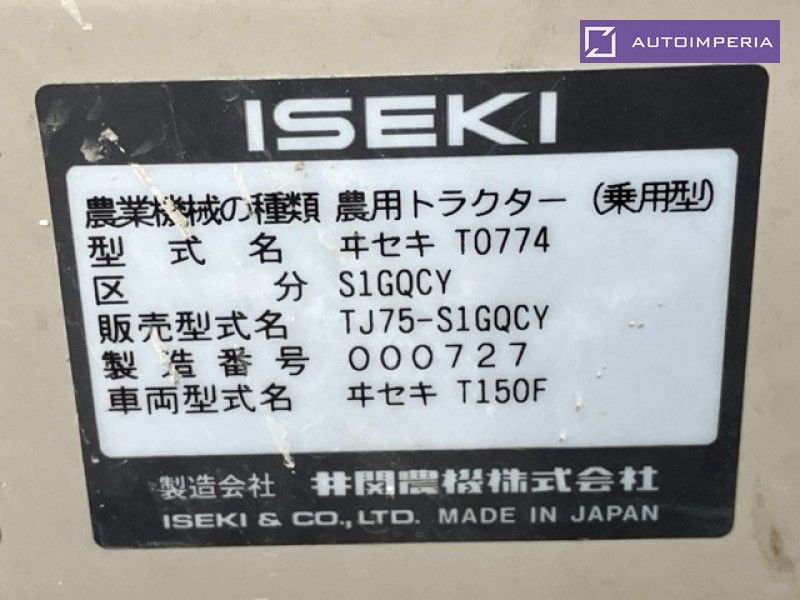 AUTOIMPERIA
ISEKI
農業機械の種類 農用トラクター (乗用型)
型式名 ヰセキ T0774
区分 S1GQCY
販売型式名 TJ75-S1GQCY
製造番号 000727
車両型式名 ヰセキ T150F
製造会社 井関農機株式会社
ISEKI & CO.,LTD. MADE IN JAPAN